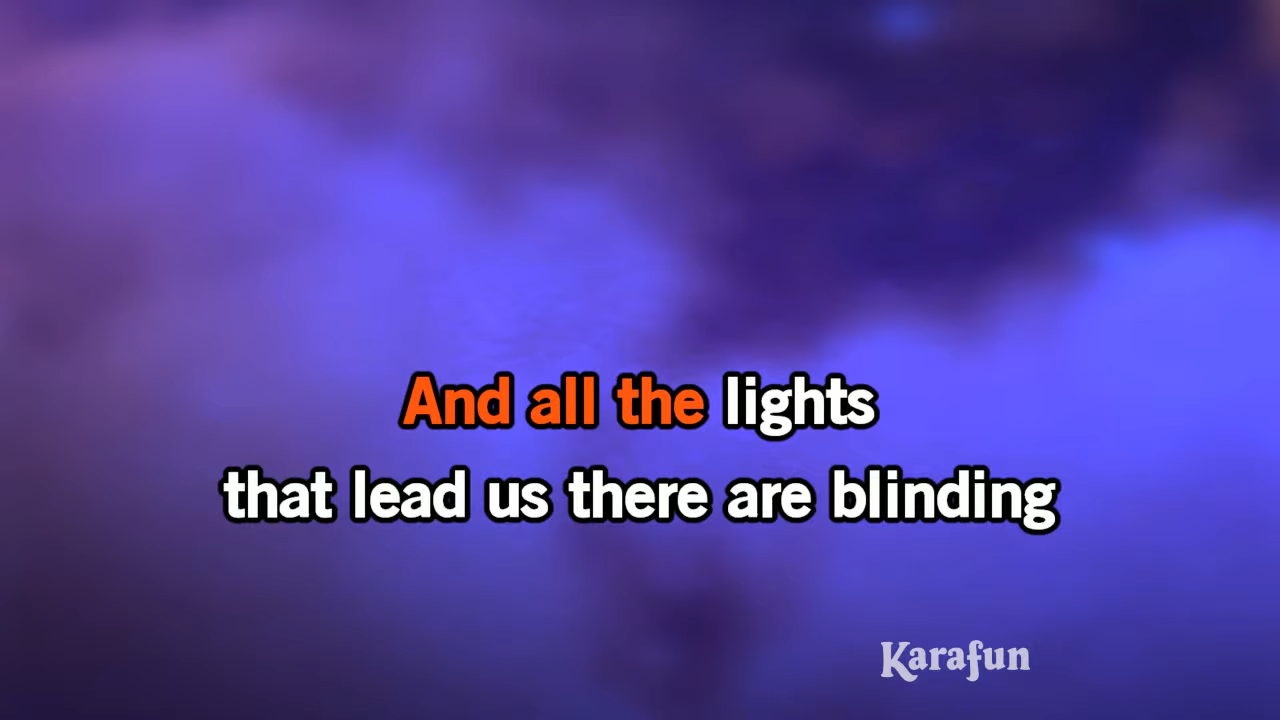 And all the lights
that lead us there are blinding
Karafun